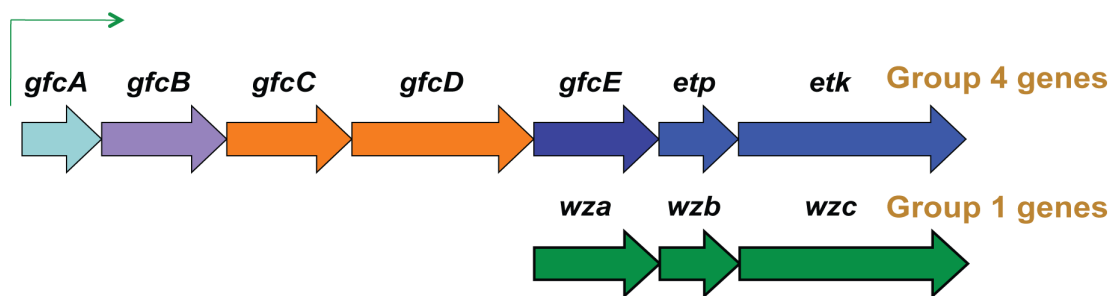 gfcA gfcB gfcC gfcD gfcE etp etk Group 4 genes
wza wzb wzc Group 1 genes